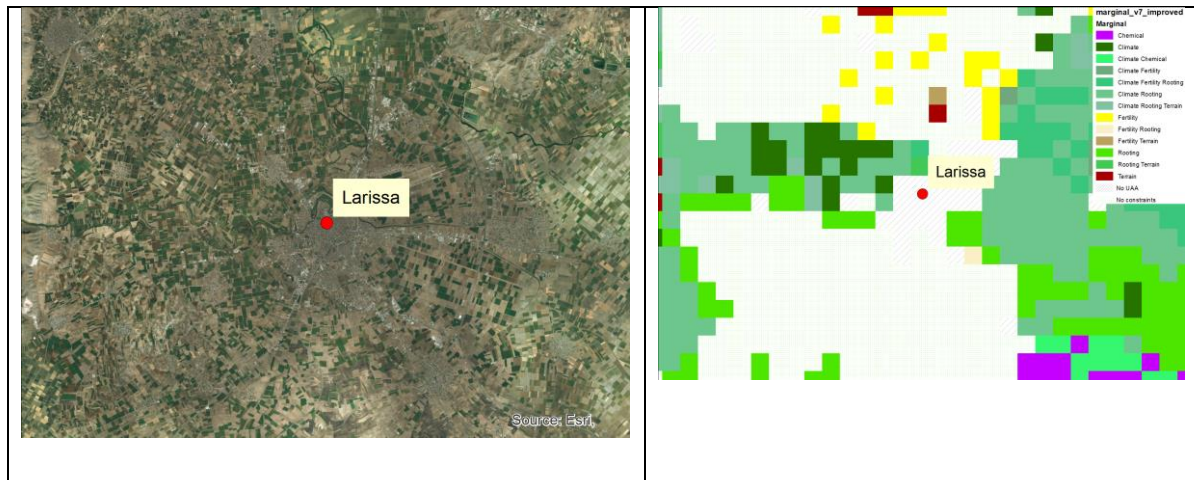 Larissa
Source: Esri,
marginal_v7_improved
Marginal
Chemical
Climate
Climate Chemical
Climate Fertility
Climate Fertility Rooting
Climate Rooting
Climate Rooting Terrain
Fertility
Fertility Rooting
Fertility Terrain
Rooting
Rooting Terrain
Terrain
No UAA
No constraints
Larissa